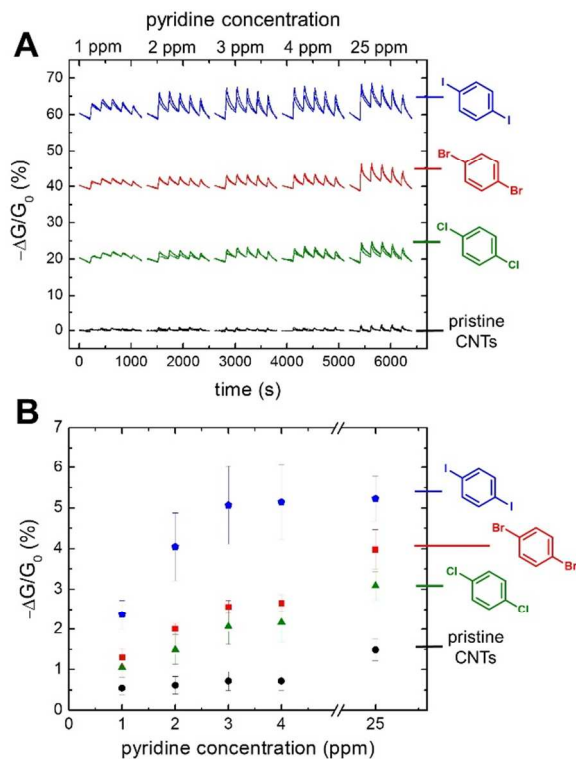 A
pyridine concentration
1 ppm 2 ppm 3 ppm 4 ppm 25 ppm
70
60
50
40
30
20
10
0
−ΔG/G₀ (%)
0 1000 2000 3000 4000 5000 6000
time (s)
I
I
Br
Br
Cl
Cl
pristine
CNTs
B
7
6
5
4
3
2
1
0
−ΔG/G₀ (%)
0 1 2 3 4 25
pyridine concentration (ppm)
I
I
Br
Br
Cl
Cl
pristine
CNTs